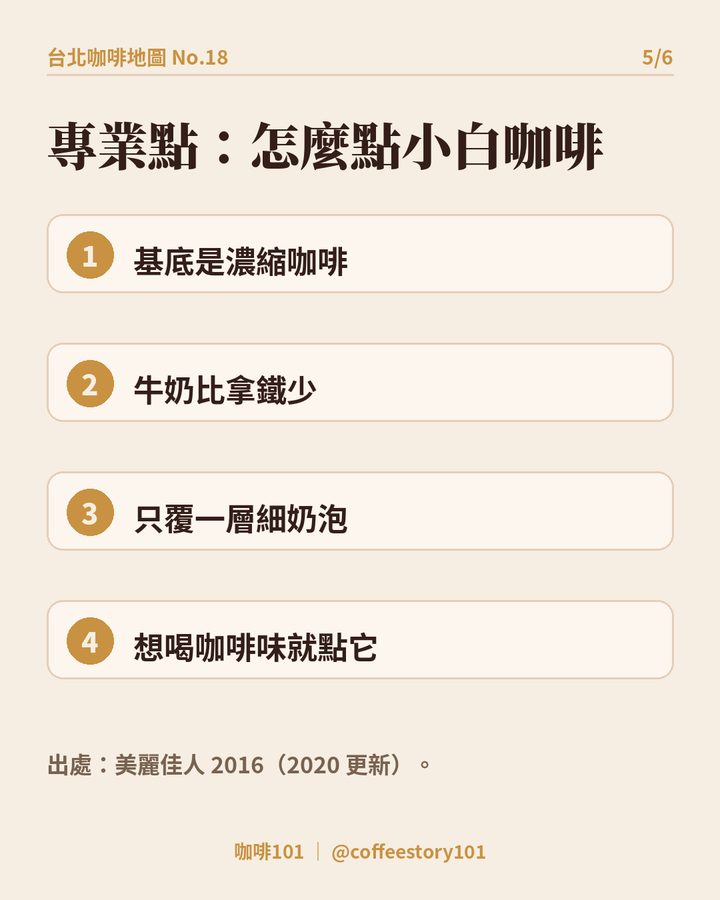 台北咖啡地圖 No.18
5/6
專業點：怎麼點小白咖啡
1 基底是濃縮咖啡
2 牛奶比拿鐵少
3 只覆一層細奶泡
4 想喝咖啡味就點它
出處：美麗佳人 2016（2020 更新）。
咖啡101｜@coffeestory101